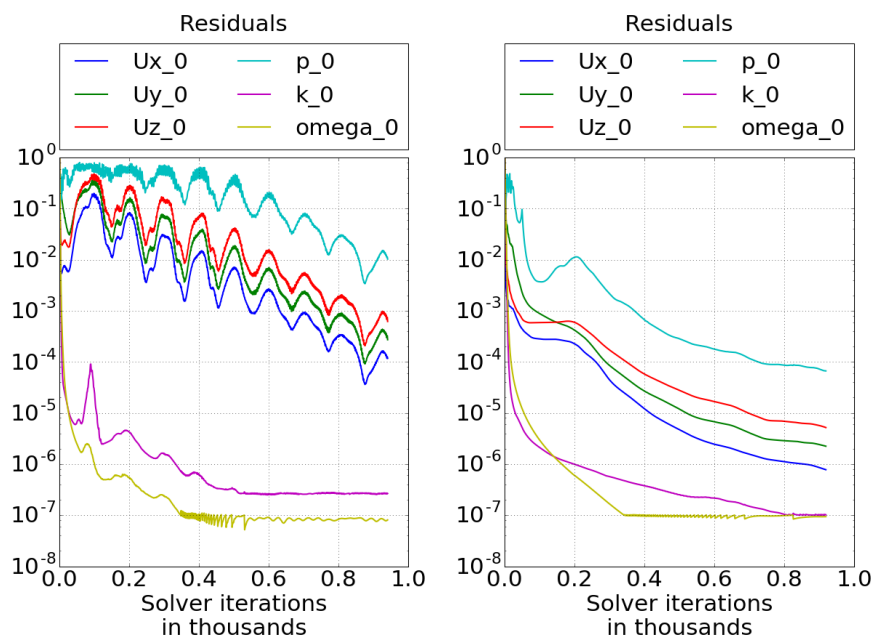 Residuals
Ux_0 p_0
Uy_0 k_0
Uz_0 omega_0
10^0
10^-1
10^-2
10^-3
10^-4
10^-5
10^-6
10^-7
10^-8
0.0 0.2 0.4 0.6 0.8 1.0
Solver iterations
in thousands
Residuals
Ux_0 p_0
Uy_0 k_0
Uz_0 omega_0
10^0
10^-1
10^-2
10^-3
10^-4
10^-5
10^-6
10^-7
10^-8
0.0 0.2 0.4 0.6 0.8 1.0
Solver iterations
in thousands